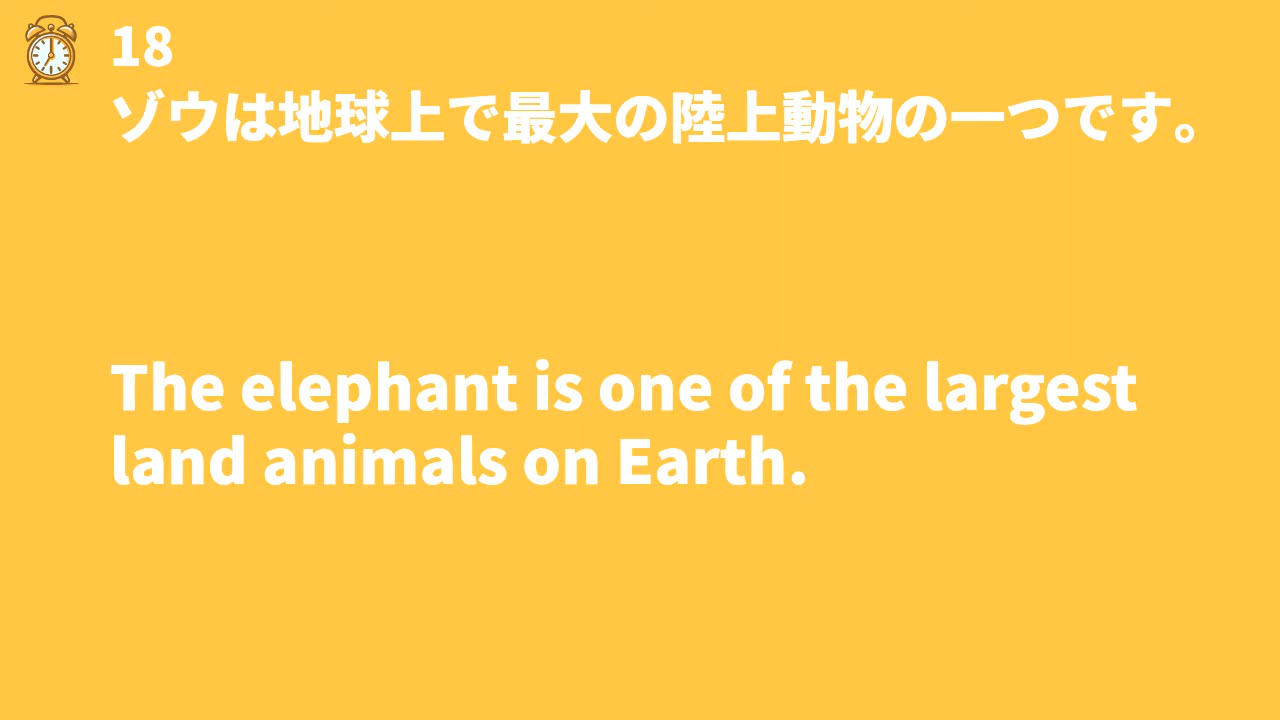 18
ゾウは地球上で最大の陸上動物の一つです。
The elephant is one of the largest
land animals on Earth.